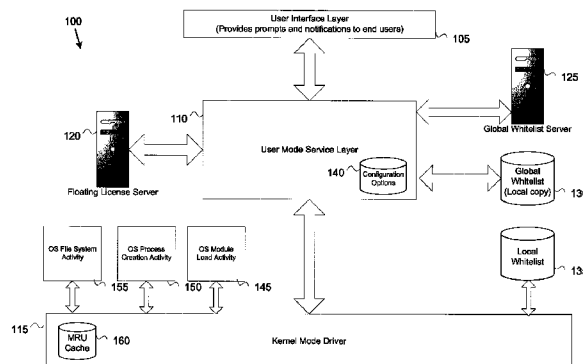 100
User Interface Layer
(Provides prompts and notifications to end users)
105
110
120
Floating License Server
User Mode Service Layer
140
Configuration
Options
125
Global Whitelist Server
Global
Whitelist
(Local copy)
13
Local
Whitelist
13
OS File System
Activity
155
OS Process
Creation Activity
150
OS Module
Load Activity
145
115
MRU
Cache
160
Kernel Mode Driver